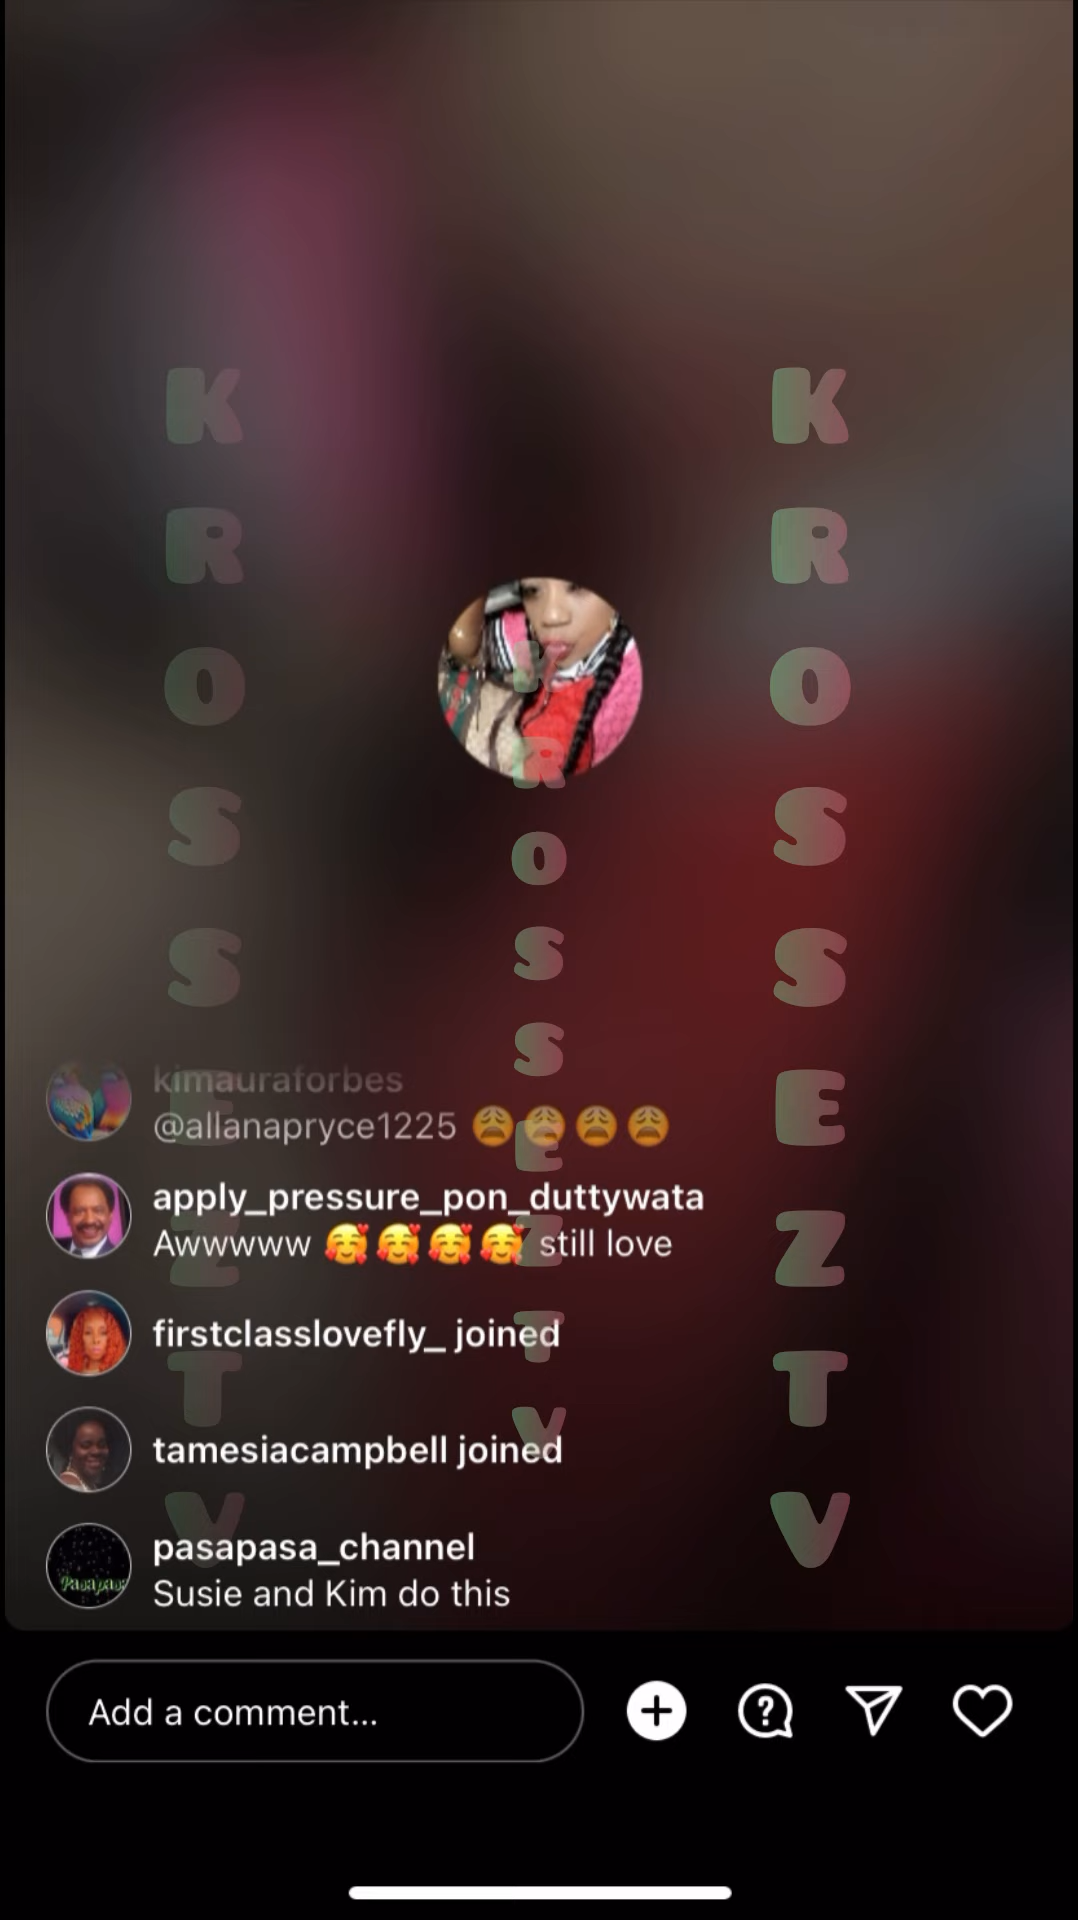 KROSSEZTV
KROSSEZTV
KROSSEZTV
kimauraforbes
@allanapryce1225 😩😩😩😩
apply_pressure_pon_duttywata
Awwwww 🥰🥰🥰🥰 still love
firstclasslovefly_ joined
tamesiacampbell joined
pasapasa_channel
Susie and Kim do this
Add a comment...